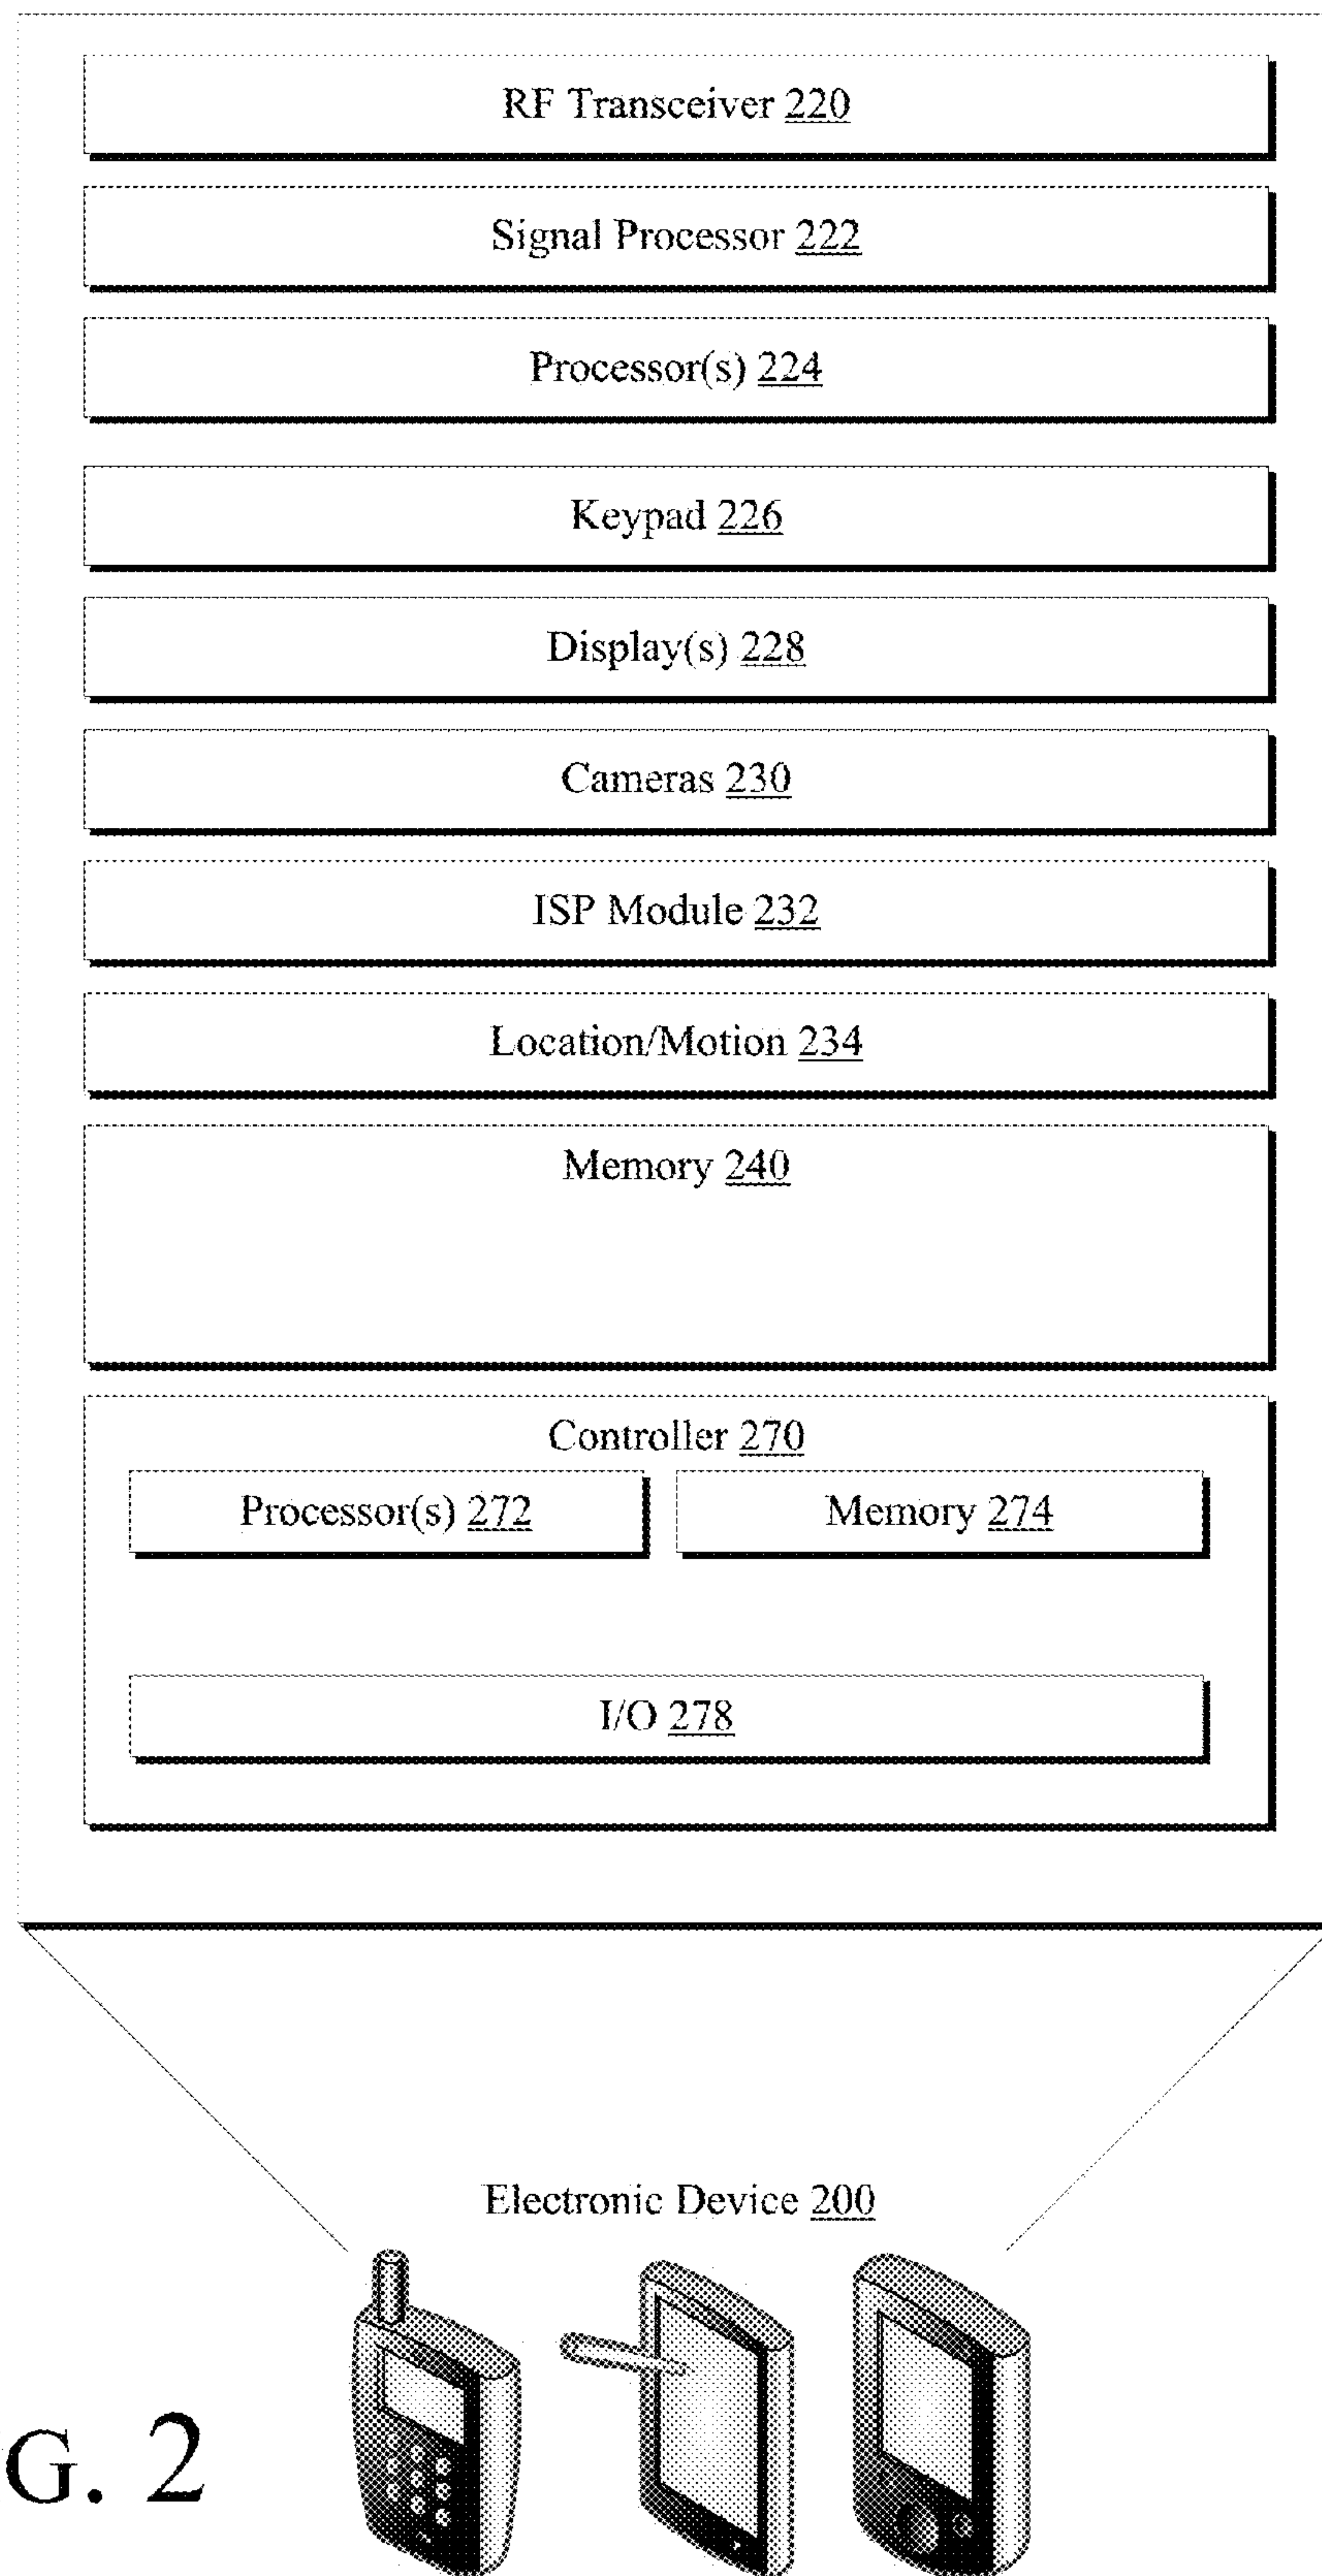 RF Transceiver 220
Signal Processor 222
Processor(s) 224
Keypad 226
Display(s) 228
Cameras 230
ISP Module 232
Location/Motion 234
Memory 240
Controller 270
Processor(s) 272 Memory 274
I/O 278
Electronic Device 200
G. 2